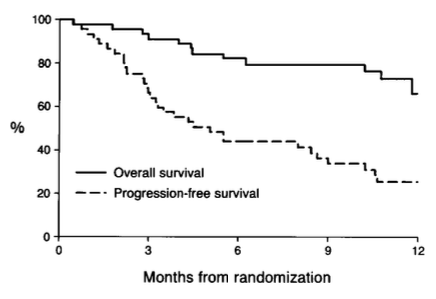 100
80
60
40
20
0
%
Overall survival
Progression-free survival
0 3 6 9 12
Months from randomization